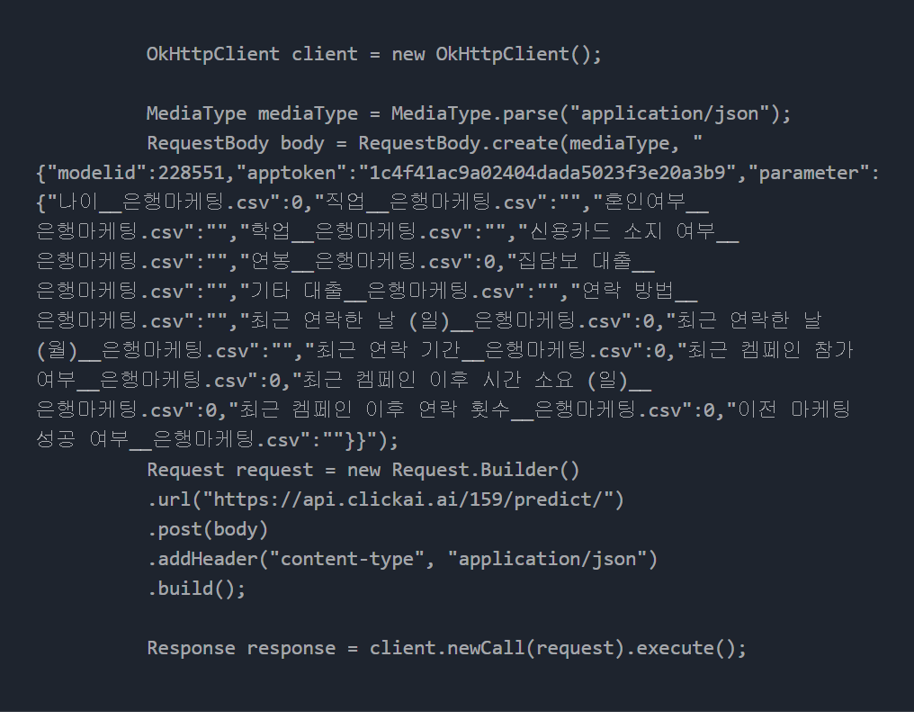 OkHttpClient client = new OkHttpClient();
MediaType mediaType = MediaType.parse("application/json");
RequestBody body = RequestBody.create(mediaType, "
{"modelid":228551,"apptoken":"1c4f41ac9a02404dada5023f3e20a3b9","parameter":
{"나이__은행마케팅.csv":0,"직업__은행마케팅.csv":"","혼인여부__
은행마케팅.csv":"","학업__은행마케팅.csv":"","신용카드 소지 여부__
은행마케팅.csv":"","연봉__은행마케팅.csv":0,"집담보 대출__
은행마케팅.csv":"","기타 대출__은행마케팅.csv":"","연락 방법__
은행마케팅.csv":"","최근 연락한 날 (일)__은행마케팅.csv":0,"최근 연락한 날
(월)__은행마케팅.csv":"","최근 연락 기간__은행마케팅.csv":0,"최근 켐페인 참가
여부__은행마케팅.csv":0,"최근 켐페인 이후 시간 소요 (일)__
은행마케팅.csv":0,"최근 켐페인 이후 연락 횟수__은행마케팅.csv":0,"이전 마케팅
성공 여부__은행마케팅.csv":""}}");
Request request = new Request.Builder()
.url("https://api.clickai.ai/159/predict/")
.post(body)
.addHeader("content-type", "application/json")
.build();
Response response = client.newCall(request).execute();